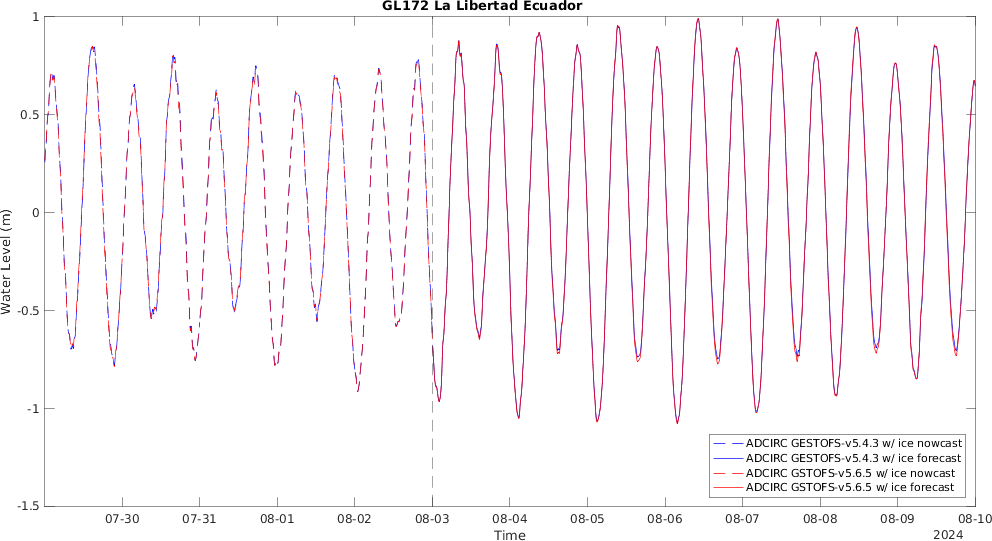 GL172 La Libertad Ecuador
1
0.5
0
-0.5
-1
-1.5
Water Level (m)
ADCIRC GESTOFS-v5.4.3 w/ ice nowcast
ADCIRC GESTOFS-v5.4.3 w/ ice forecast
ADCIRC GSTOFS-v5.6.5 w/ ice nowcast
ADCIRC GSTOFS-v5.6.5 w/ ice forecast
07-30 07-31 08-01 08-02 08-03 08-04 08-05 08-06 08-07 08-08 08-09 08-10
Time
2024